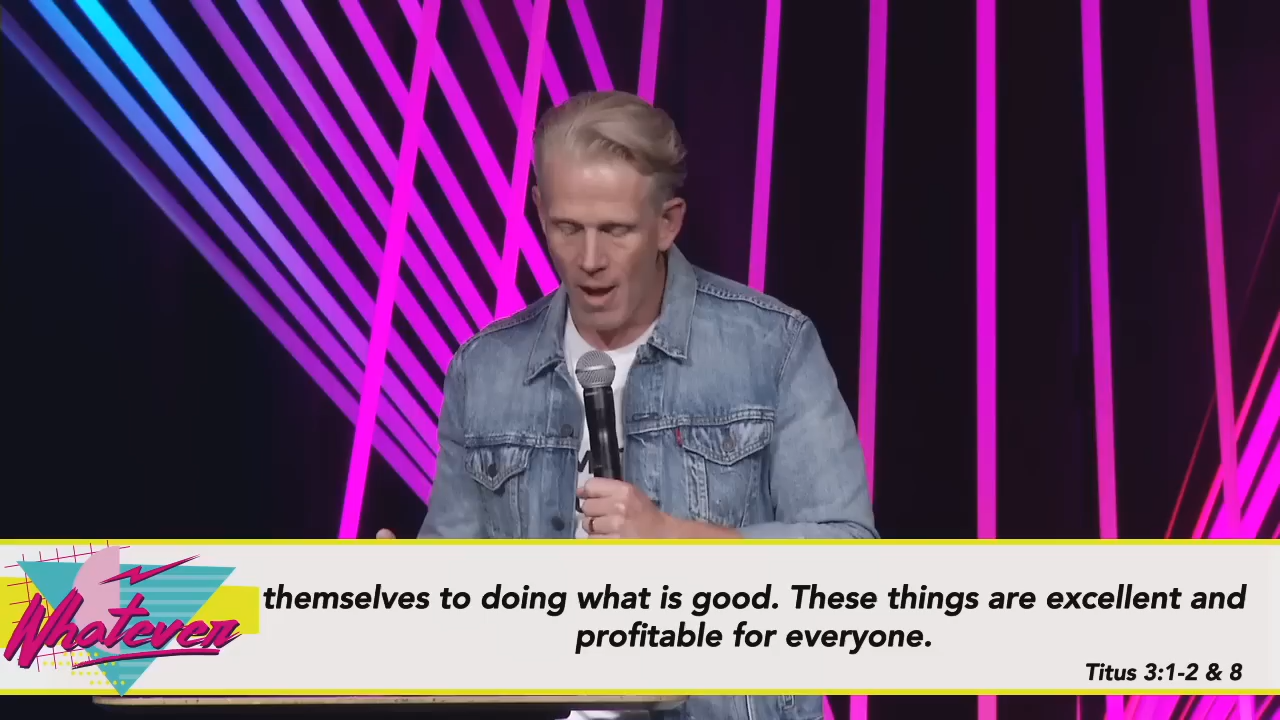 themselves to doing what is good. These things are excellent and
profitable for everyone.
Titus 3:1-2 & 8
Whatever